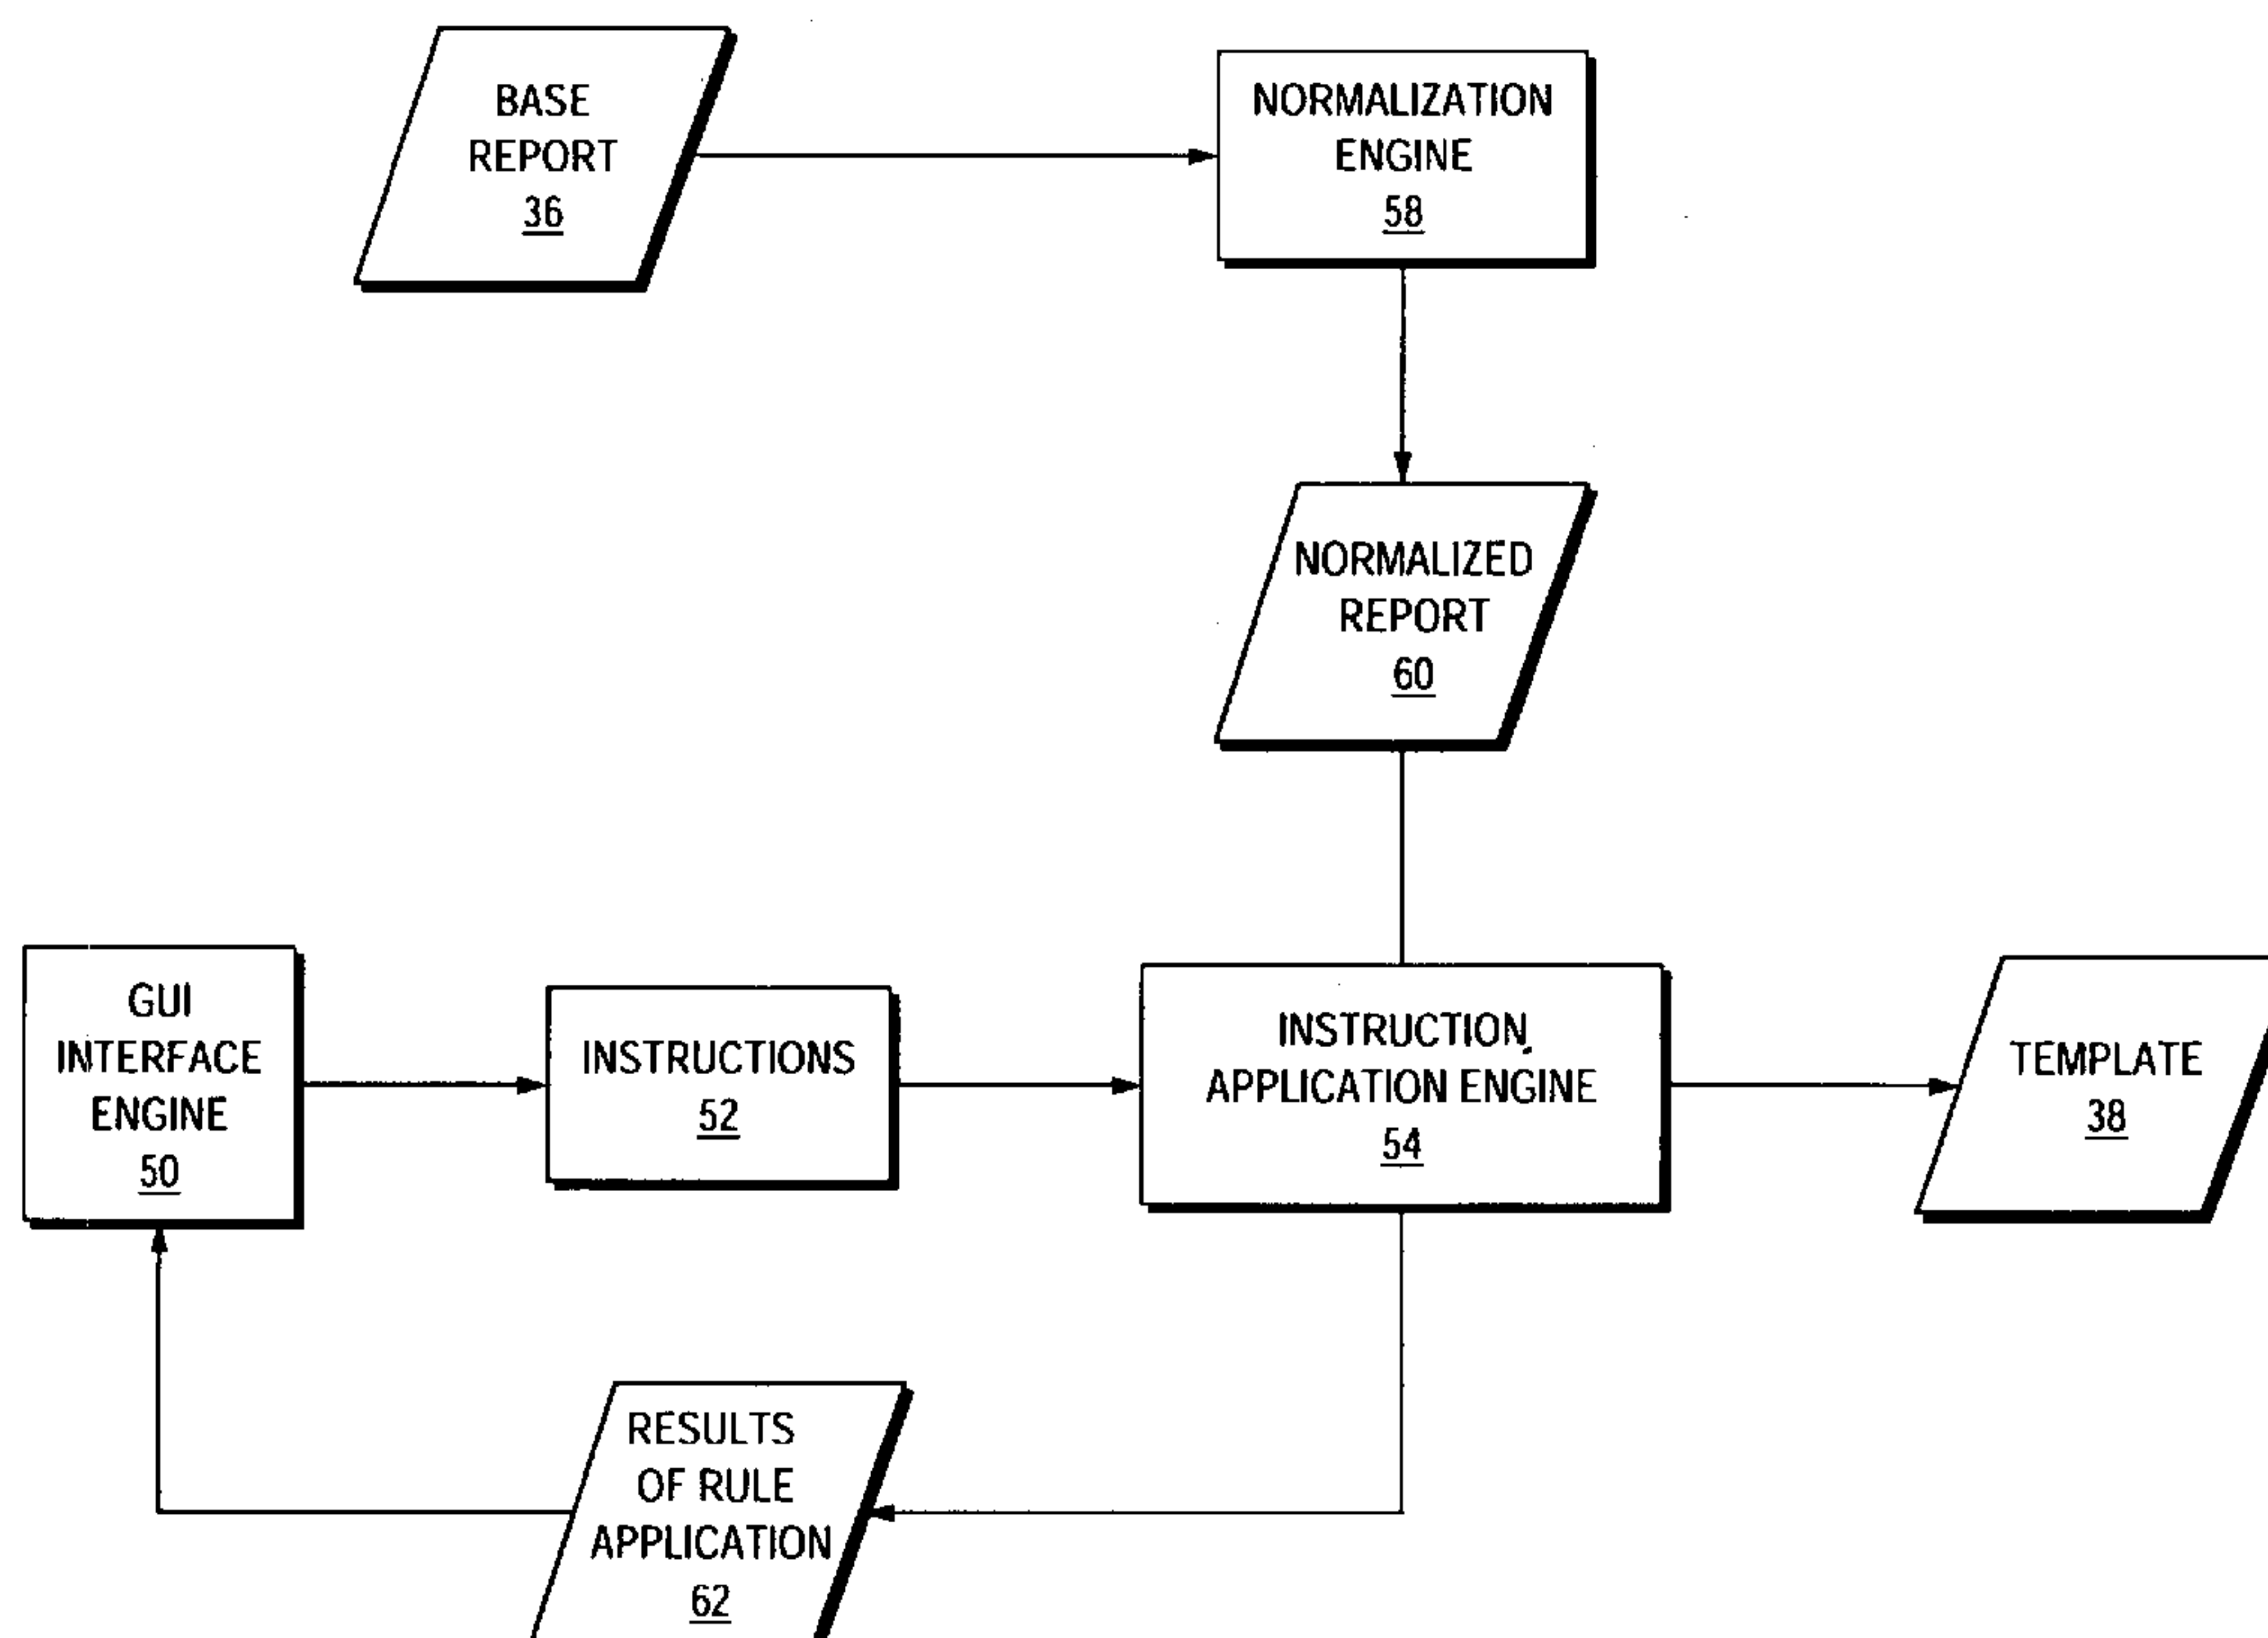 BASE
REPORT
36
NORMALIZATION
ENGINE
58
NORMALIZED
REPORT
60
GUI
INTERFACE
ENGINE
50
INSTRUCTIONS
52
INSTRUCTION
APPLICATION ENGINE
54
TEMPLATE
38
RESULTS
OF RULE
APPLICATION
62